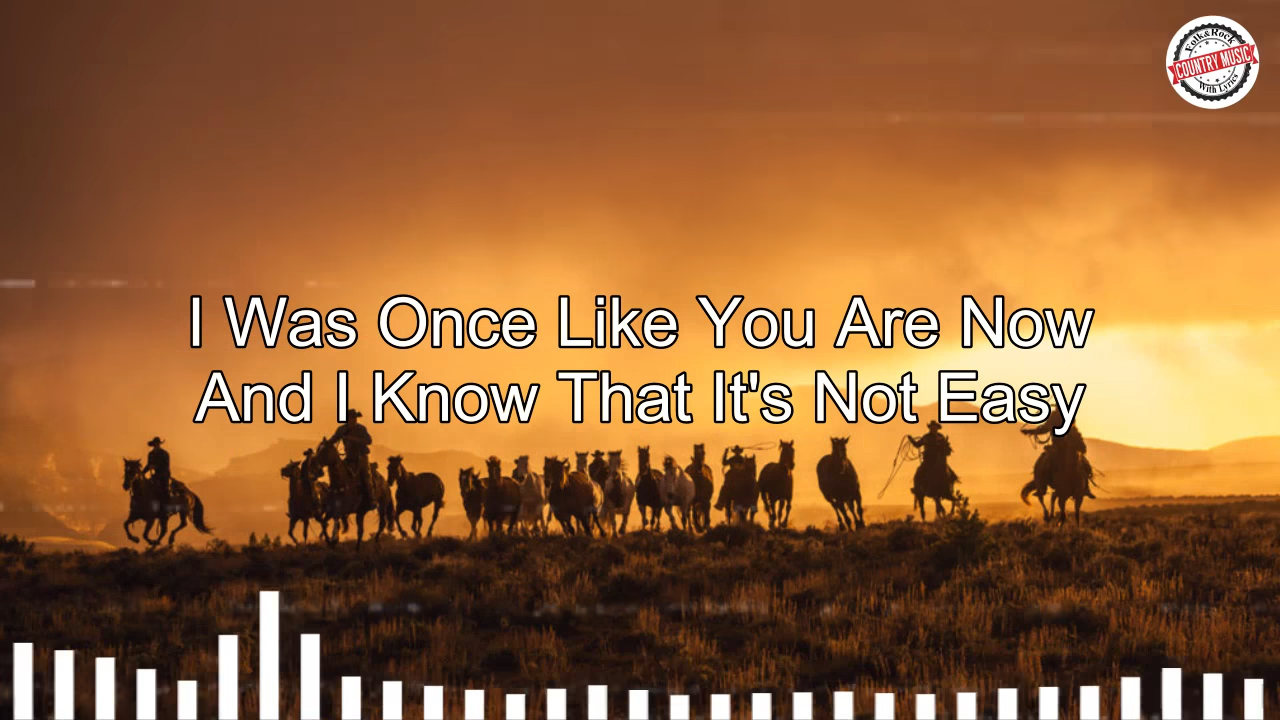 Folk&Rock
COUNTRY MUSIC
With Lyrics
I Was Once Like You Are Now
And I Know That It's Not Easy